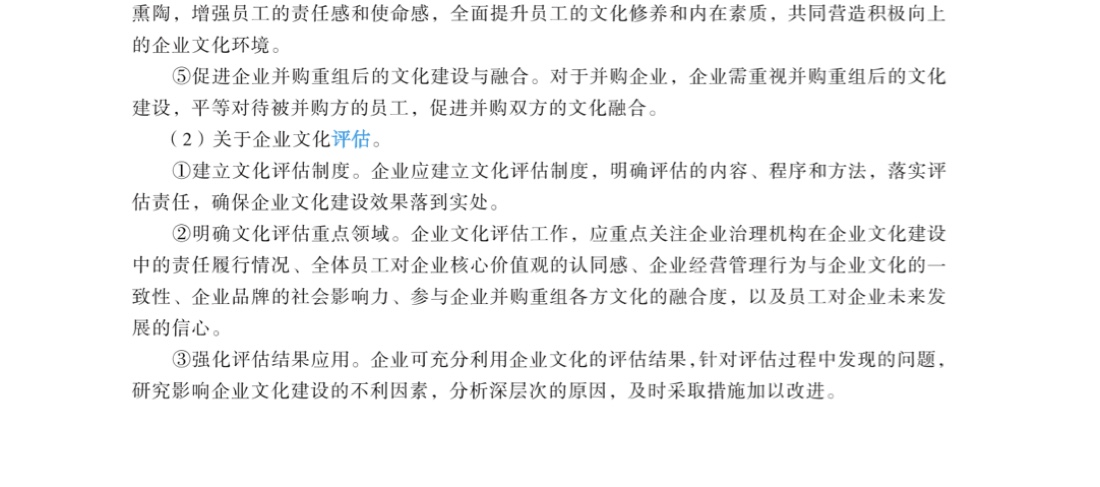 熏陶，增强员工的责任感和使命感，全面提升员工的文化修养和内在素质，共同营造积极向上
的企业文化环境。
⑤促进企业并购重组后的文化建设与融合。对于并购企业，企业需重视并购重组后的文化
建设，平等对待被并购方的员工，促进并购双方的文化融合。
（2）关于企业文化评估。
①建立文化评估制度。企业应建立文化评估制度，明确评估的内容、程序和方法，落实评
估责任，确保企业文化建设效果落到实处。
②明确文化评估重点领域。企业文化评估工作，应重点关注企业治理机构在企业文化建设
中的责任履行情况、全体员工对企业核心价值观的认同感、企业经营管理行为与企业文化的一
致性、企业品牌的社会影响力、参与企业并购重组各方文化的融合度，以及员工对企业未来发
展的信心。
③强化评估结果应用。企业可充分利用企业文化的评估结果，针对评估过程中发现的问题，
研究影响企业文化建设的不利因素，分析深层次的原因，及时采取措施加以改进。